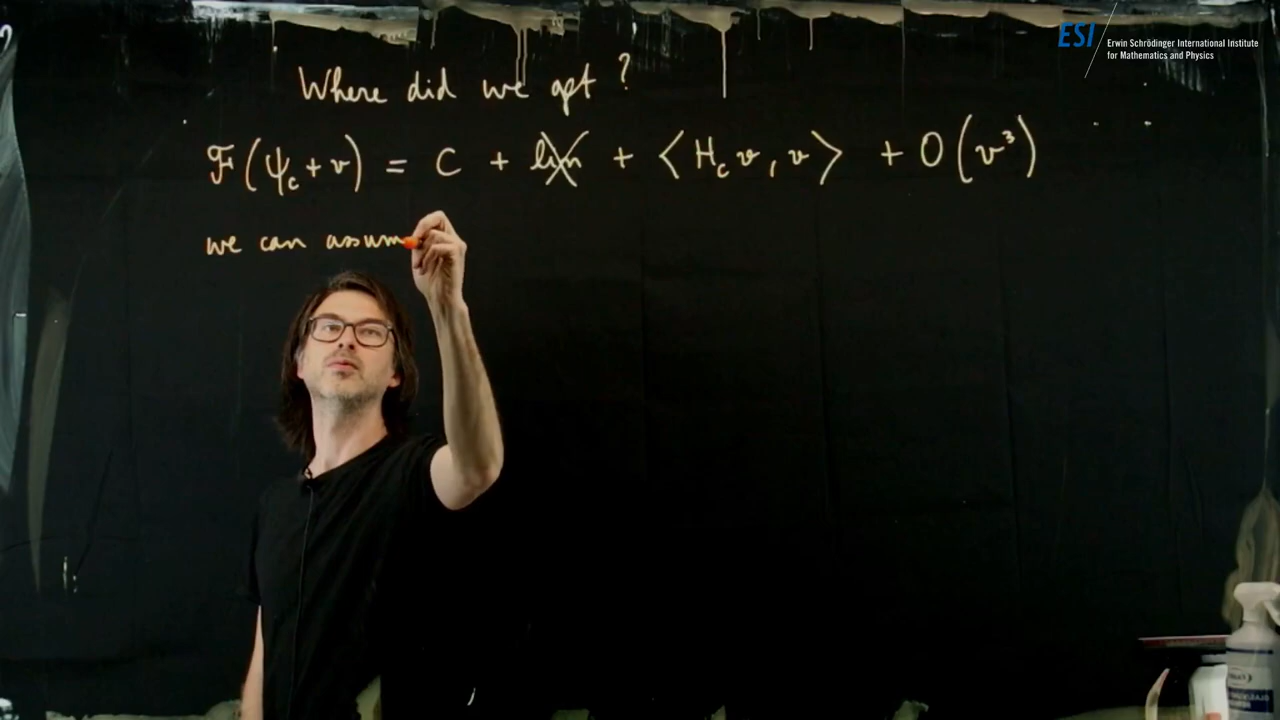 ESI
Erwin Schrödinger International Institute
for Mathematics and Physics
Where did we get ?
ℱ(ψ_c + v) = C + lin + ⟨H_c v, v⟩ + O(v³)
we can assum